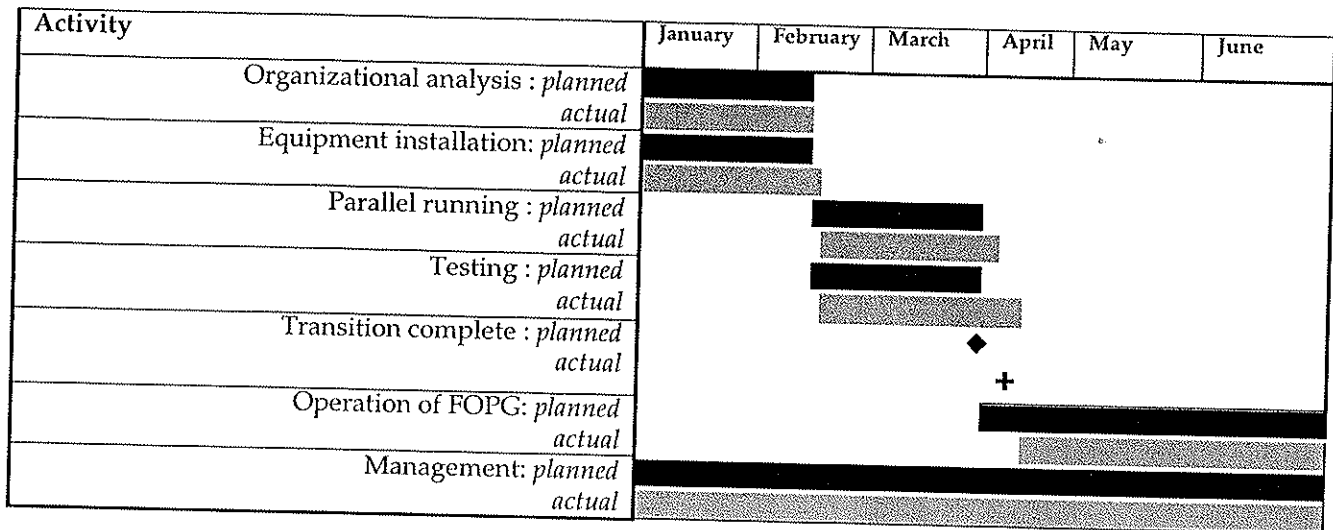 Activity January February March April May June
Organizational analysis : planned
actual
Equipment installation: planned
actual
Parallel running : planned
actual
Testing : planned
actual
Transition complete : planned
actual
Operation of FOPG: planned
actual
Management: planned
actual